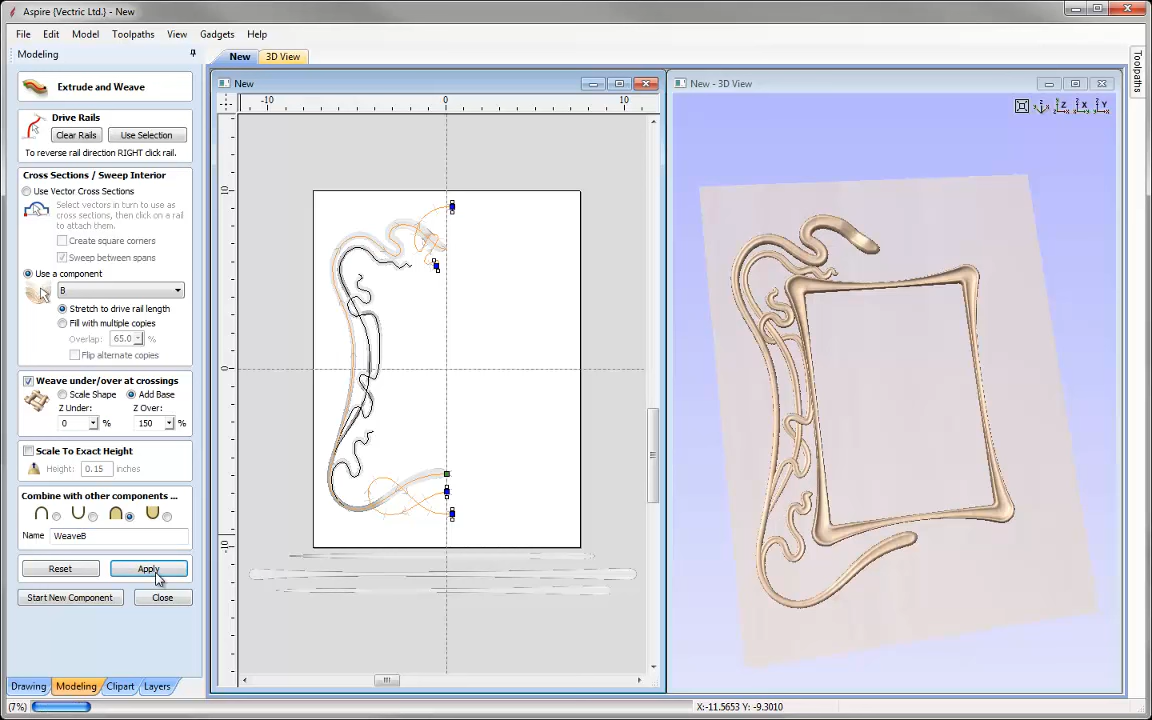 Aspire {Vectric Ltd.} - New
File Edit Model Toolpaths View Gadgets Help
Modeling
New 3D View
Toolpaths
Extrude and Weave
Drive Rails
Clear Rails Use Selection
To reverse rail direction RIGHT click rail.
Cross Sections / Sweep Interior
Use Vector Cross Sections
Select vectors in turn to use as
cross sections, then click on a rail
to attach them.
Create square corners
Sweep between spans
Use a component
B
Stretch to drive rail length
Fill with multiple copies
Overlap: 65.0 %
Flip alternate copies
Weave under/over at crossings
Scale Shape Add Base
Z Under: Z Over:
0 % 150 %
Scale To Exact Height
Height: 0.15 inches
Combine with other components ...
Name WeaveB
Reset Apply
Start New Component Close
Drawing Modeling Clipart Layers
(7%)
New
-10 0 10
10
0
-10
New - 3D View
Z X Y
X:-11.5653 Y: -9.3010